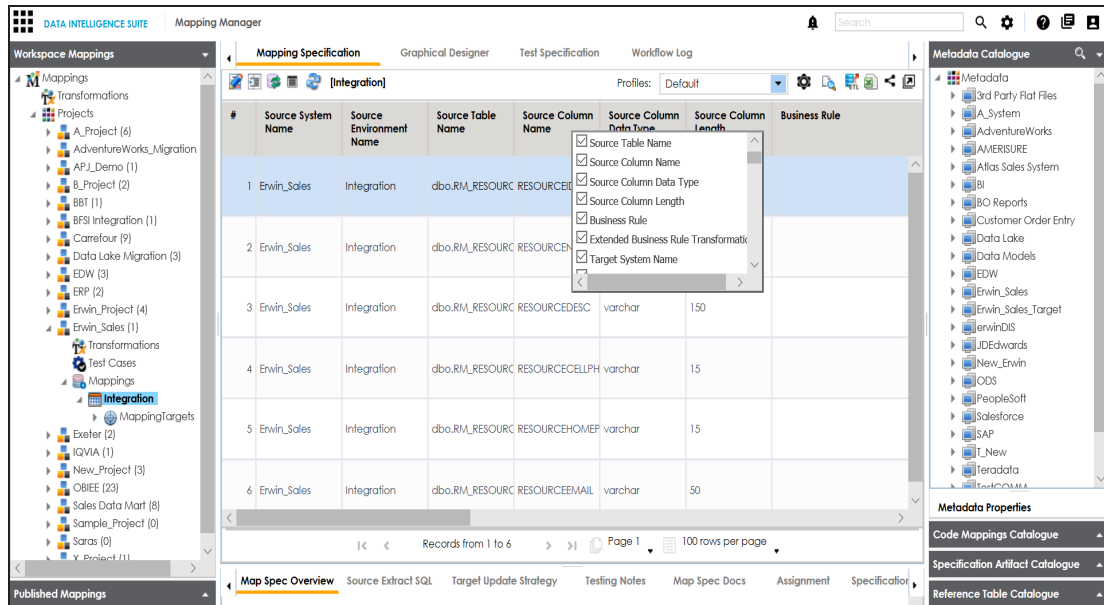 DATA INTELLIGENCE SUITE
Mapping Manager
Search
Workspace Mappings
Mappings
Transformations
Projects
A_Project (6)
AdventureWorks_Migration
APJ_Demo (1)
B_Project (2)
BBT (1)
BFSI Integration (1)
Carrefour (9)
Data Lake Migration (3)
EDW (3)
ERP (2)
Erwin_Project (4)
Erwin_Sales (1)
Transformations
Test Cases
Mappings
Integration
MappingTargets
Exeter (2)
IQVIA (1)
New_Project (3)
OBIEE (23)
Sales Data Mart (8)
Sample_Project (0)
Saras (0)
X_Project (1)
Published Mappings
Mapping Specification
Graphical Designer
Test Specification
Workflow Log
[Integration]
Profiles:
Default
#
Source System Name
Source Environment Name
Source Table Name
Source Column Name
Source Column Data Type
Source Column Length
Business Rule
Source Table Name
Source Column Name
Source Column Data Type
Source Column Length
Business Rule
Extended Business Rule Transformatic
Target System Name
1 Erwin_Sales Integration dbo.RM_RESOURC RESOURCEID
2 Erwin_Sales Integration dbo.RM_RESOURC RESOURCEN
3 Erwin_Sales Integration dbo.RM_RESOURC RESOURCEDESC varchar 150
4 Erwin_Sales Integration dbo.RM_RESOURC RESOURCECELLPH varchar 15
5 Erwin_Sales Integration dbo.RM_RESOURC RESOURCEHOMEP varchar 15
6 Erwin_Sales Integration dbo.RM_RESOURC RESOURCEEMAIL varchar 50
Records from 1 to 6
Page 1
100 rows per page
Map Spec Overview
Source Extract SQL
Target Update Strategy
Testing Notes
Map Spec Docs
Assignment
Specification
Metadata Catalogue
Metadata
3rd Party Flat Files
A_System
AdventureWorks
AMERISURE
Atlas Sales System
BI
BO Reports
Customer Order Entry
Data Lake
Data Models
EDW
Erwin_Sales
Erwin_Sales_Target
erwinDIS
JDEdwards
New_Erwin
ODS
PeopleSoft
Salesforce
SAP
T_New
Teradata
TestCOMM
Metadata Properties
Code Mappings Catalogue
Specification Artifact Catalogue
Reference Table Catalogue